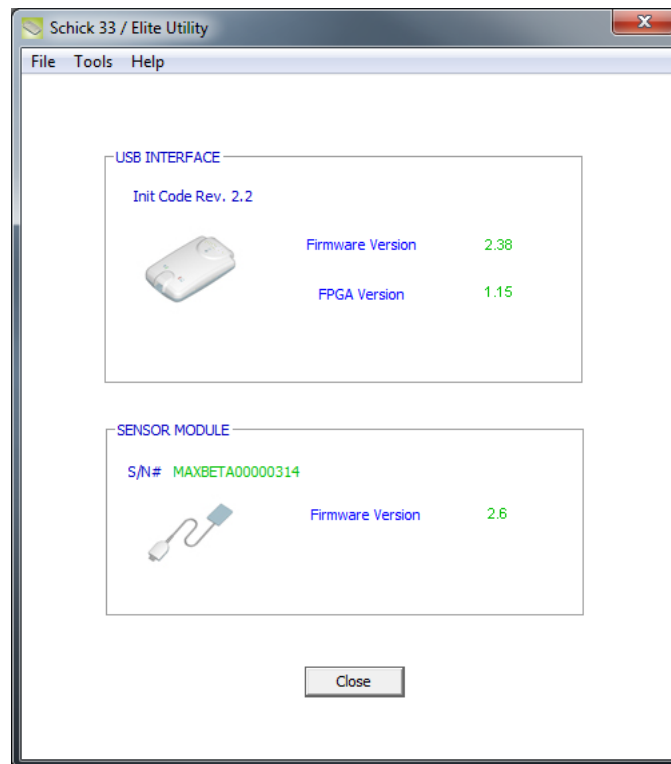 Schick 33 / Elite Utility
File Tools Help
USB INTERFACE
Init Code Rev. 2.2
Firmware Version 2.38
FPGA Version 1.15
SENSOR MODULE
S/N# MAXBETA00000314
Firmware Version 2.6
Close